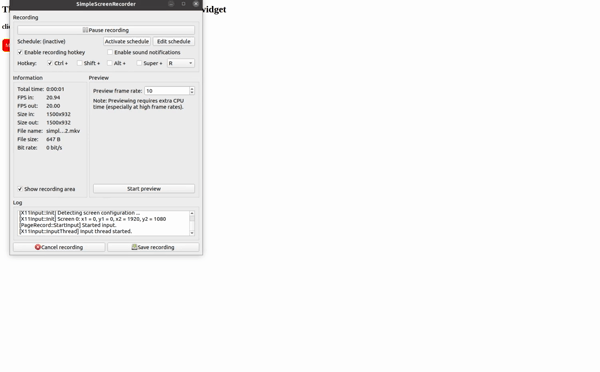 SimpleScreenRecorder
widget
Recording
Pause recording
Schedule: (inactive) Activate schedule Edit schedule
Enable recording hotkey Enable sound notifications
Hotkey: Ctrl + Shift + Alt + Super + R
Information Preview
Total time: 0:00:01
FPS in: 20.94
FPS out: 20.00
Size in: 1500x932
Size out: 1500x932
File name: simpl...2.mkv
File size: 647 B
Bit rate: 0 bit/s
Preview frame rate: 10
Note: Previewing requires extra CPU
time (especially at high frame rates).
Show recording area Start preview
Log
[X11Input::Init] Detecting screen configuration ...
[X11Input::Init] Screen 0: x1 = 0, y1 = 0, x2 = 1920, y2 = 1080
[PageRecord::StartInput] Started input.
[X11Input::InputThread] Input thread started.
Cancel recording Save recording